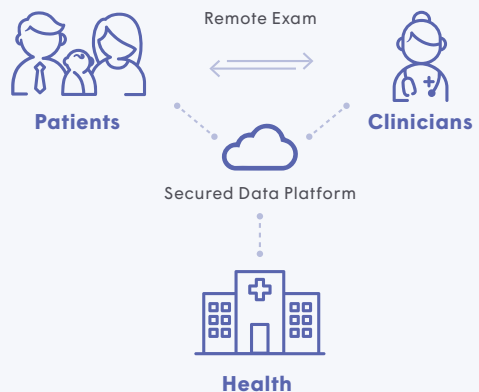 Remote Exam
Patients
Clinicians
Secured Data Platform
Health